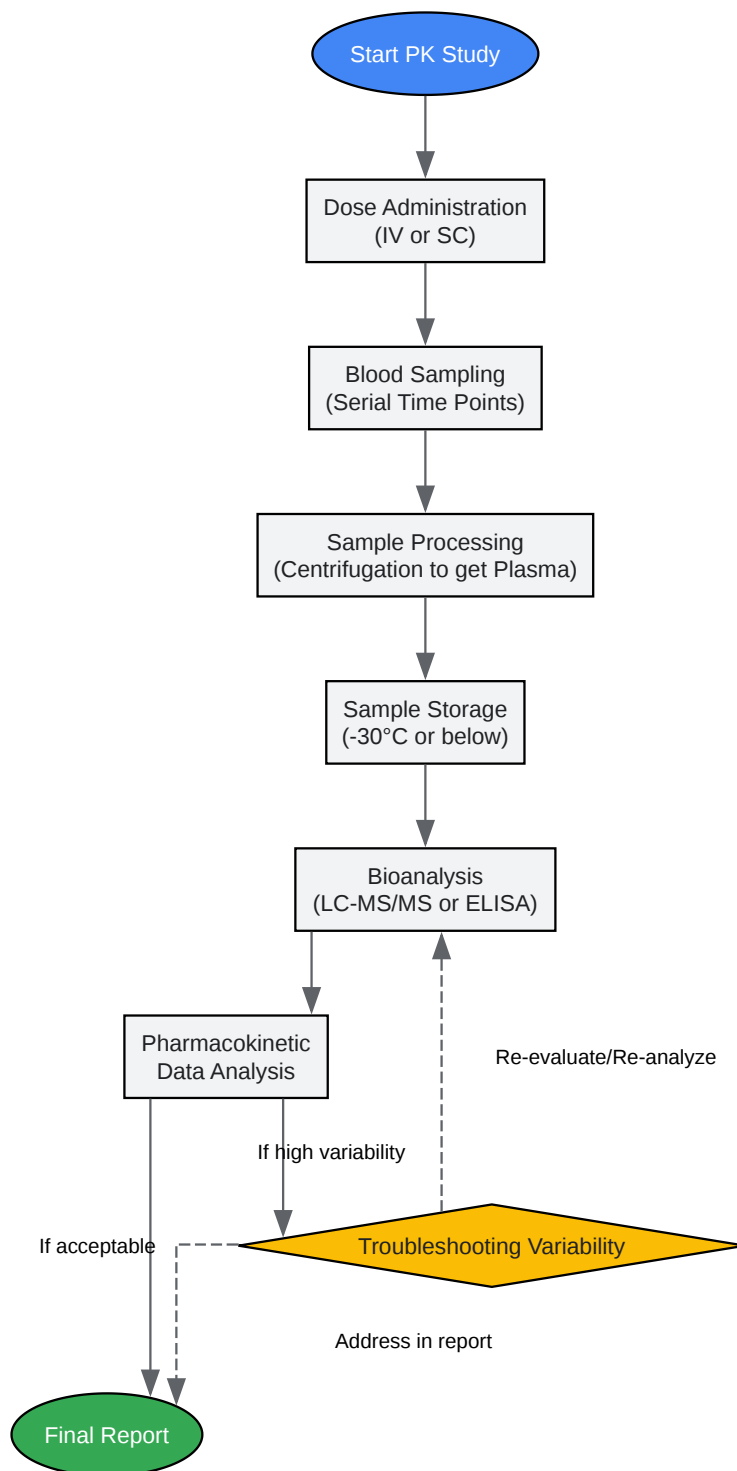 Start PK Study
Dose Administration
(IV or SC)
Blood Sampling
(Serial Time Points)
Sample Processing
(Centrifugation to get Plasma)
Sample Storage
(-30°C or below)
Bioanalysis
(LC-MS/MS or ELISA)
Pharmacokinetic
Data Analysis
Re-evaluate/Re-analyze
If high variability
If acceptable
Troubleshooting Variability
Address in report
Final Report